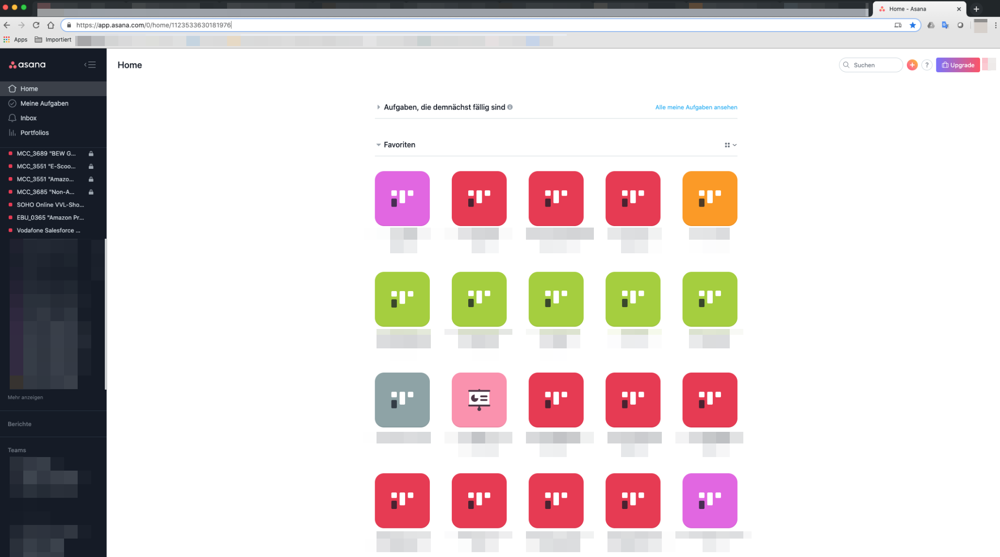 Home - Asana
https://app.asana.com/0/home/1123533630181976
Apps
Importiert
asana
Home
Suchen
?
Upgrade
Home
Meine Aufgaben
Inbox
Portfolios
MCC_3689 "BEW G...
MCC_3551 "E-Scoo...
MCC_3551 "Amazo...
MCC_3685 "Non-A...
SOHO Online VVL-Sho...
EBU_0365 "Amazon Pr...
Vodafone Salesforce ...
Mehr anzeigen
Berichte
Teams
Aufgaben, die demnächst fällig sind
Alle meine Aufgaben ansehen
Favoriten